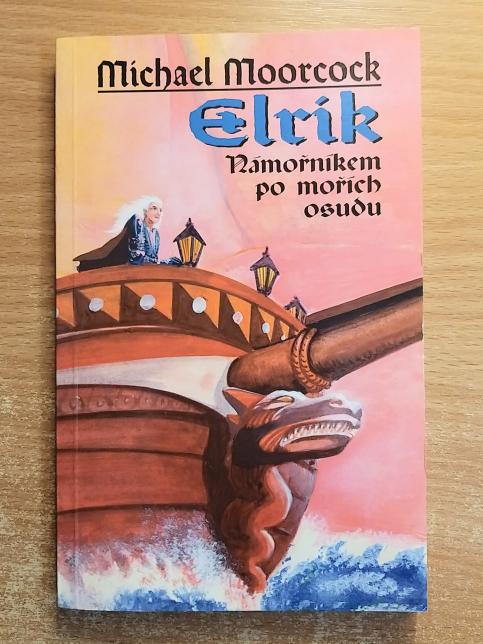 Michael Moorcock
Elrik
Námořníkem
po mořích
osudu